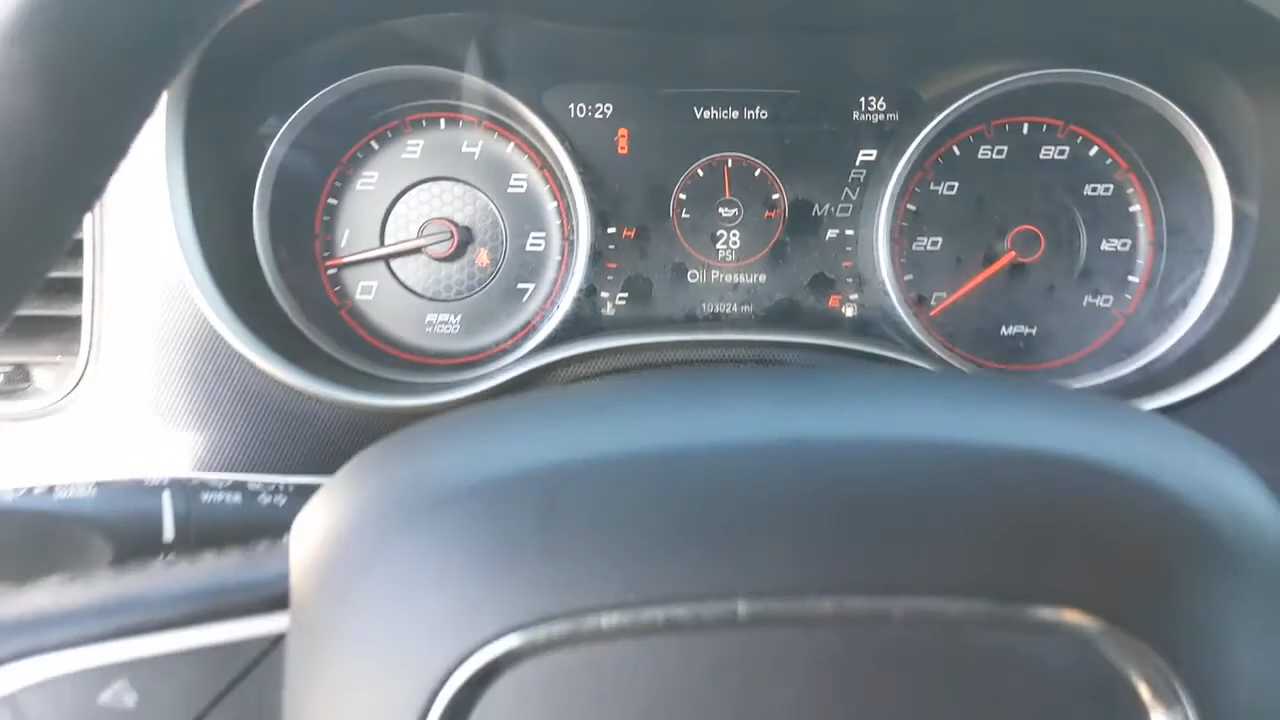 10:29
Vehicle Info
136
Range mi
P
R
N
M D
L
H
28
PSI
Oil Pressure
103024 mi
H
C
F
E
0
1
2
3
4
5
6
7
RPM
x1000
0
20
40
60
80
100
120
140
MPH
WIPER